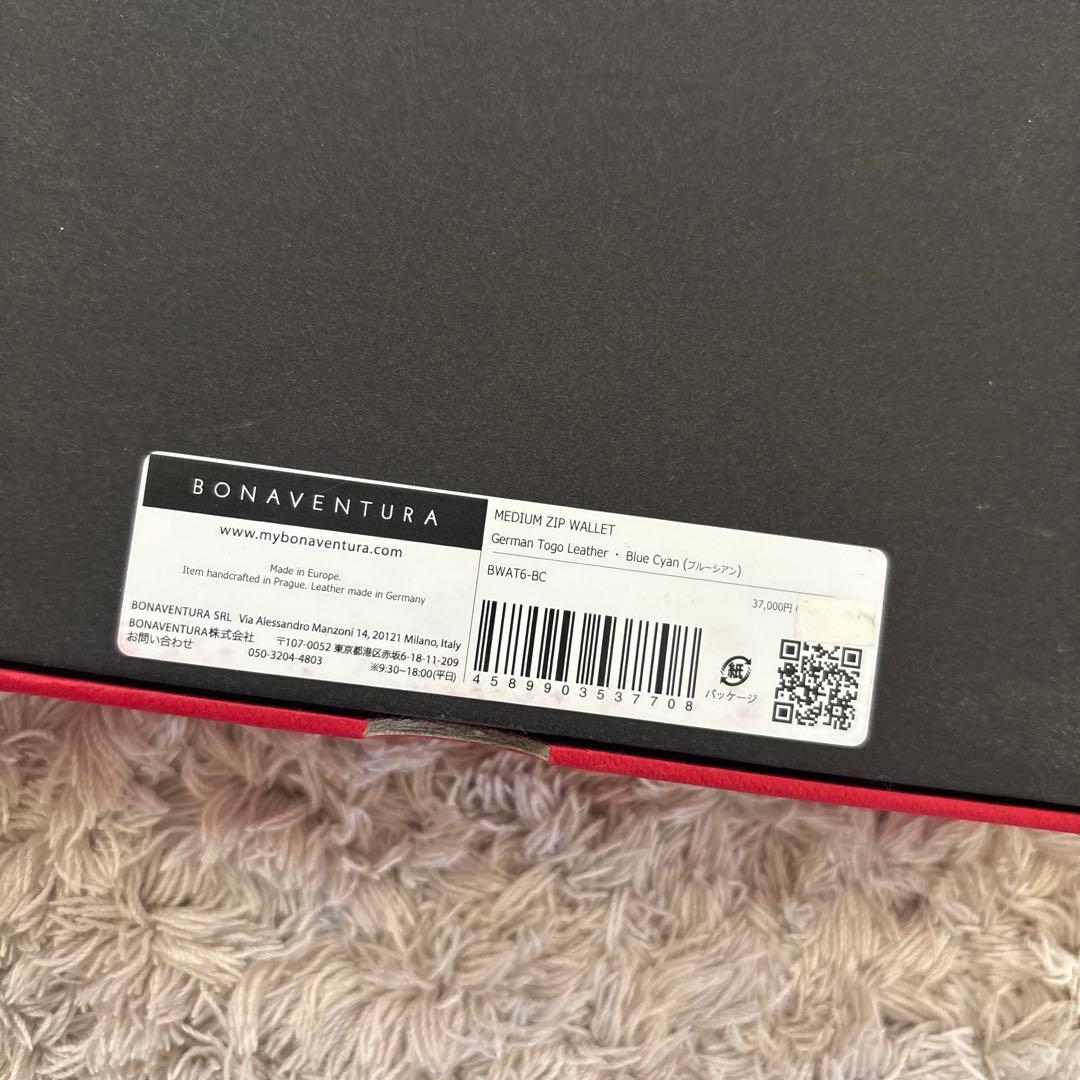 BONAVENTURA
www.mybonaventura.com
Made in Europe.
Item handcrafted in Prague. Leather made in Germany
BONAVENTURA SRL Via Alessandro Manzoni 14, 20121 Milano, Italy
BONAVENTURA株式会社 〒107-0052 東京都港区赤坂6-18-11-209
お問い合わせ 050-3204-4803 ※9:30~18:00(平日)
MEDIUM ZIP WALLET
German Togo Leather・Blue Cyan (ブルーシアン)
BWAT6-BC
37,000円
4589903537708
紙
パッケージ